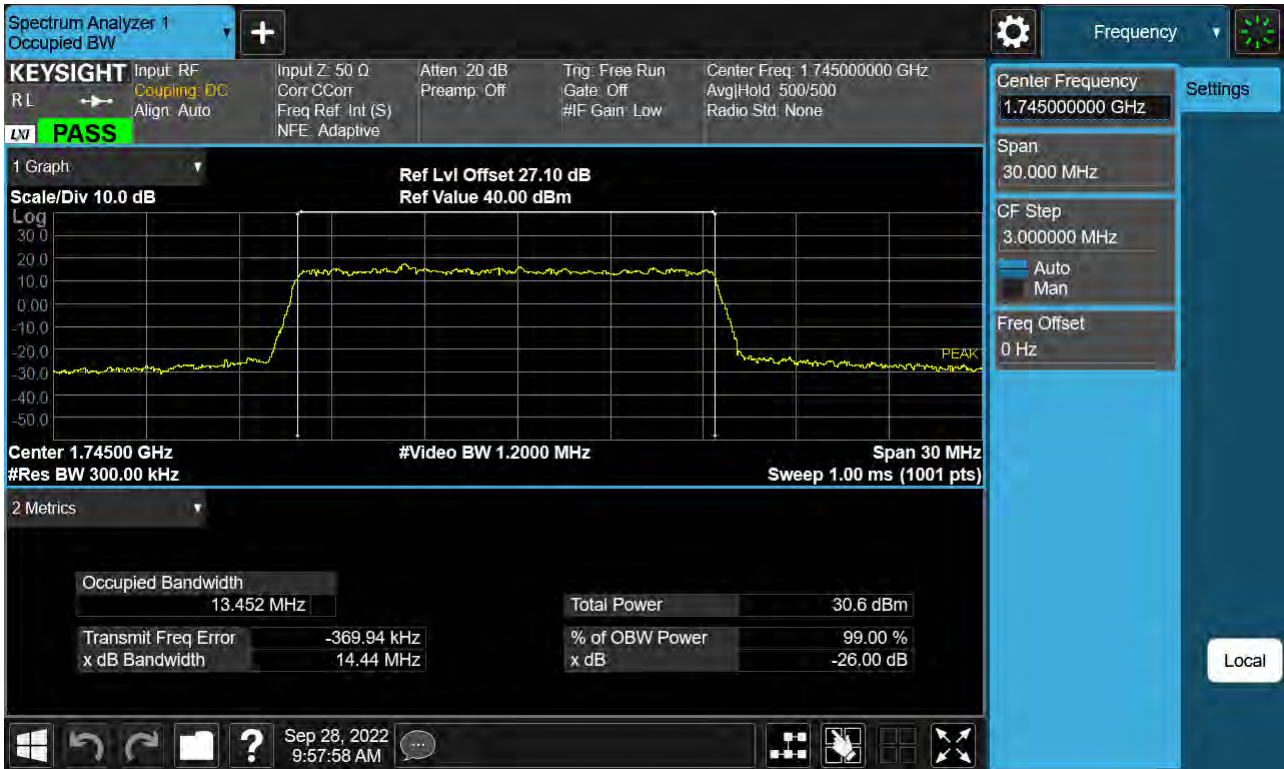 Spectrum Analyzer 1
Occupied BW
+
Frequency
KEYSIGHT
R L
LXI
PASS
Input: RF
Coupling: DC
Align: Auto
Input Z: 50 Ω
Corr CCorr
Freq Ref: Int (S)
NFE: Adaptive
Atten: 20 dB
Preamp: Off
Trig: Free Run
Gate: Off
#IF Gain: Low
Center Freq: 1.745000000 GHz
Avg|Hold: 500/500
Radio Std: None
Center Frequency
1.745000000 GHz
Settings
Span
30.000 MHz
CF Step
3.000000 MHz
Auto
Man
Freq Offset
0 Hz
Local
1 Graph
Scale/Div 10.0 dB
Ref Lvl Offset 27.10 dB
Ref Value 40.00 dBm
Log
30.0
20.0
10.0
0.00
-10.0
-20.0
-30.0
-40.0
-50.0
PEAK
Center 1.74500 GHz
#Res BW 300.00 kHz
#Video BW 1.2000 MHz
Span 30 MHz
Sweep 1.00 ms (1001 pts)
2 Metrics
Occupied Bandwidth
13.452 MHz
Transmit Freq Error -369.94 kHz
x dB Bandwidth 14.44 MHz
Total Power 30.6 dBm
% of OBW Power 99.00 %
x dB -26.00 dB
?
Sep 28, 2022
9:57:58 AM